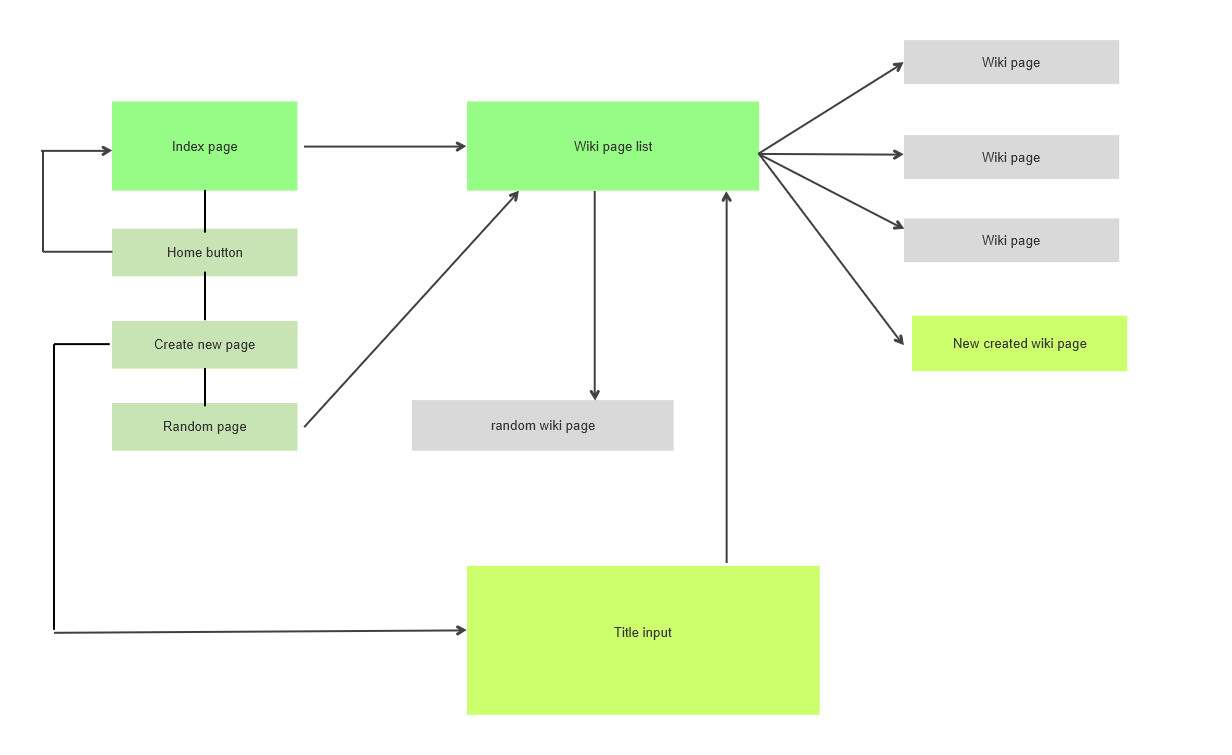 Index page
Home button
Create new page
Random page
Wiki page list
random wiki page
Title input
Wiki page
Wiki page
Wiki page
New created wiki page